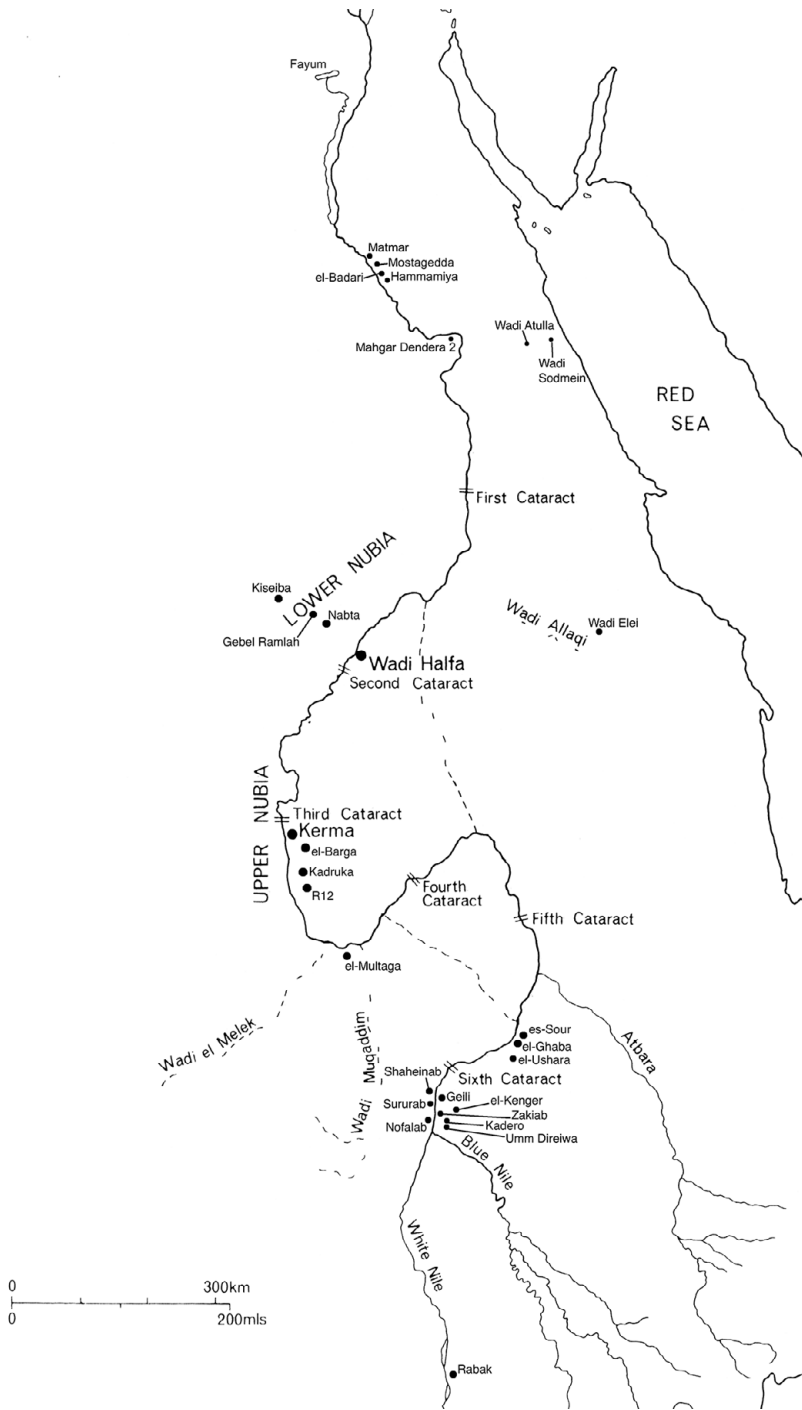 Fayum
Matmar
Mostagedda
el-Badari
Hammamiya
Mahgar Dendera 2
Wadi Atulla
Wadi
Sodmein
RED
SEA
First Cataract
LOWER NUBIA
Kiseiba
Nabta
Gebel Ramlah
Wadi Allaqi
Wadi Elei
Wadi Halfa
Second Cataract
UPPER NUBIA
Third Cataract
Kerma
el-Barga
Kadruka
R12
Fourth
Cataract
Fifth Cataract
el-Multaga
Wadi el Melek
Wadi Muqaddim
es-Sour
el-Ghaba
el-Ushara
Atbara
Sixth Cataract
Shaheinab
Geili
el-Kenger
Sururab
Zakiab
Nofalab
Kadero
Umm Direiwa
Blue Nile
White Nile
0 300km
0 200mls
Rabak